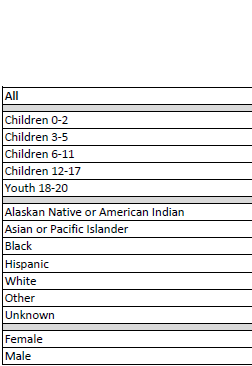 All
Children 0-2
Children 3-5
Children 6-11
Children 12-17
Youth 18-20
Alaskan Native or American Indian
Asian or Pacific Islander
Black
Hispanic
White
Other
Unknown
Female
Male